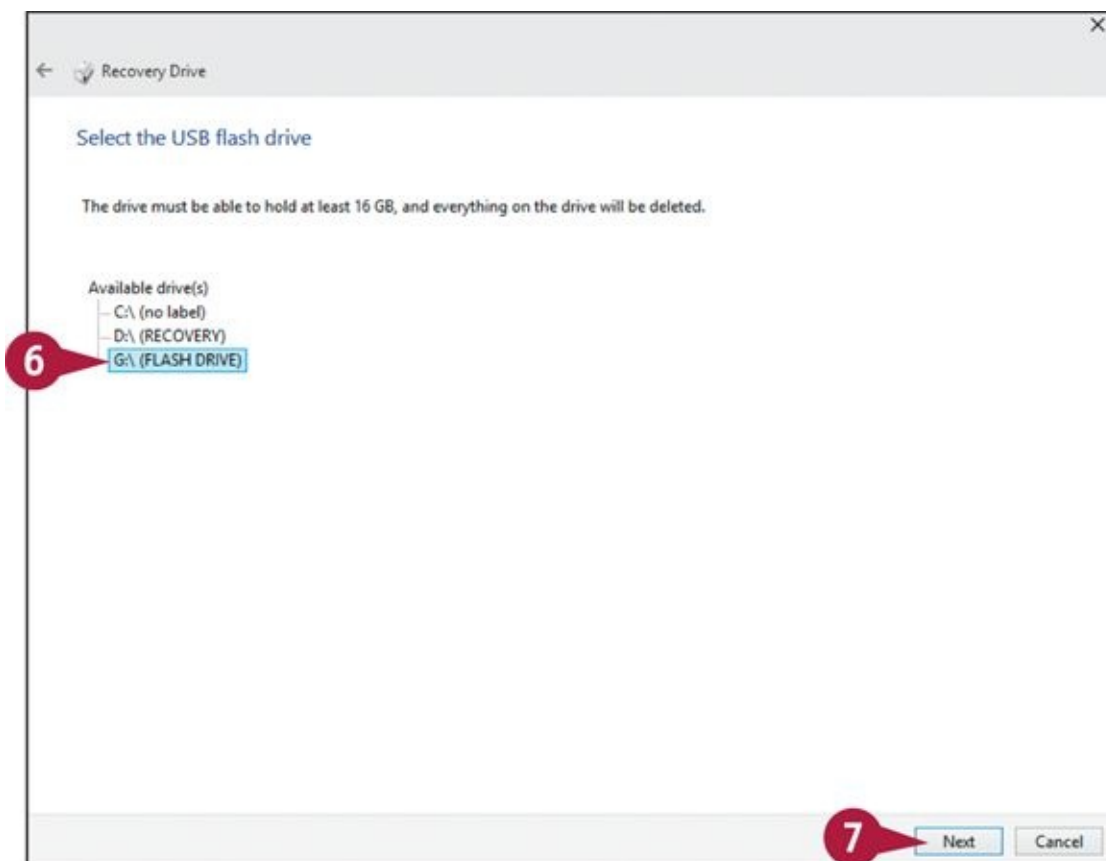 ×
← Recovery Drive
Select the USB flash drive
The drive must be able to hold at least 16 GB, and everything on the drive will be deleted.
Available drive(s)
C:\ (no label)
D:\ (RECOVERY)
6 G:\ (FLASH DRIVE)
7 Next Cancel